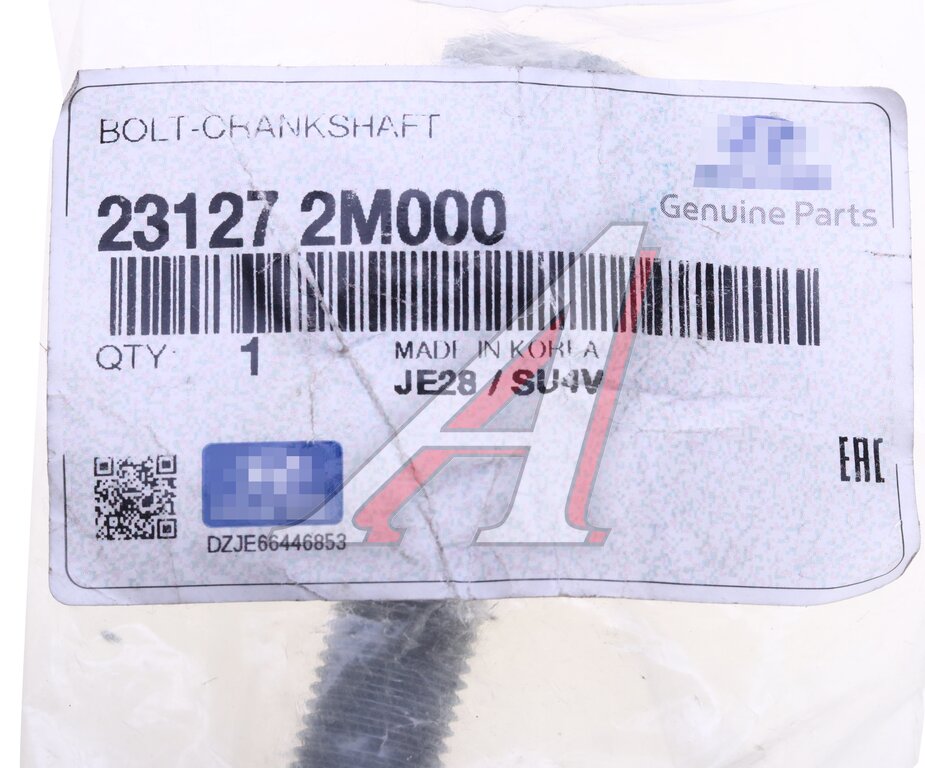 BOLT-CRANKSHAFT
Genuine Parts
23127 2M000
QTY 1
MADE IN KOREA
JE28 / SU4V
EAC
DZJE66446853